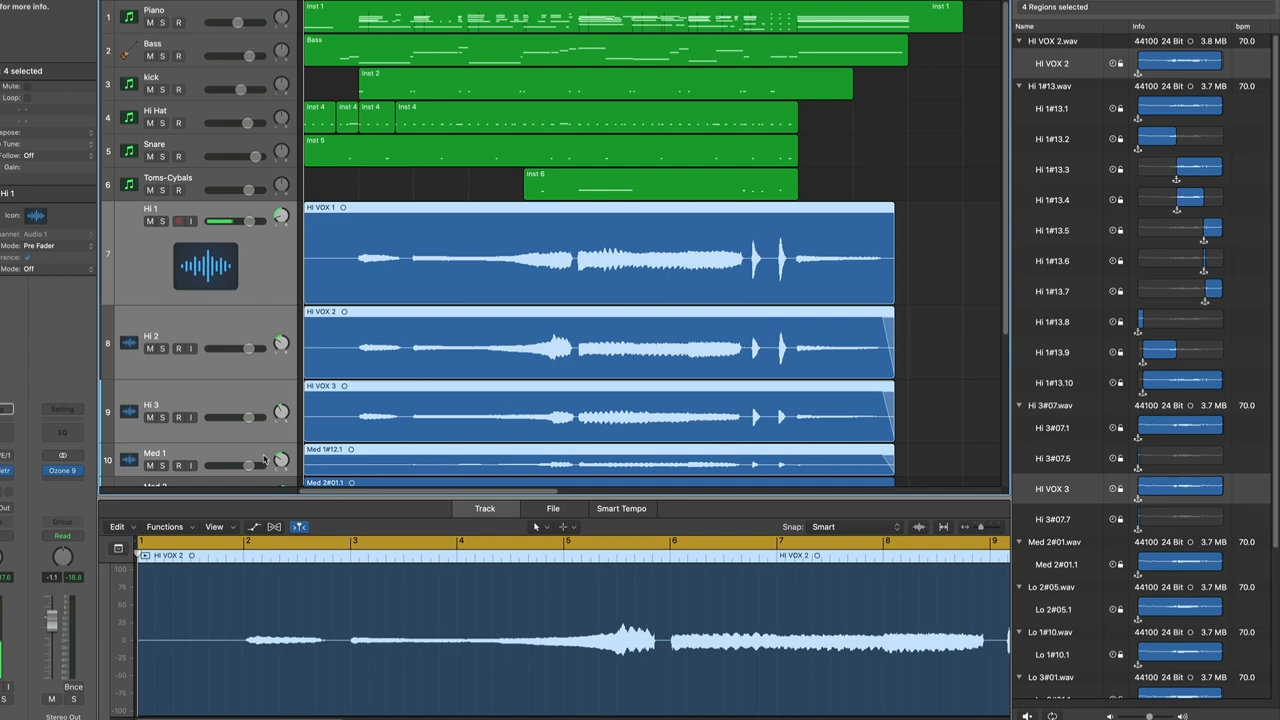 for more info.
: 4 selected
Mute:
Loop:
Follow: Off
Gain:
Hi 1
Icon:
Audio 1
Mode: Pre Fader
Mode: Off
Setting
EQ
Ozone 9
Out
Group
Read
-1.1 -18.8
M S
Bnce
Stereo Out
1 Piano M S R
2 Bass M S R
3 kick M S R
4 Hi Hat M S R
5 Snare M S R
6 Toms-Cybals M S R
7 Hi 1 M S R I
8 Hi 2 M S R I
9 Hi 3 M S R I
10 Med 1 M S R I
Inst 1 Inst 1
Bass
Inst 2
Inst 4 Inst 4 Inst 4 Inst 4
Inst 5
Inst 6
HI VOX 1
HI VOX 2
HI VOX 3
Med 1#12.1
Med 2#01.1
Track File Smart Tempo
Edit Functions View Snap: Smart
1 2 3 4 5 6 7 8 9
HI VOX 2 HI VOX 2
100
75
50
25
0
-25
-50
-75
-100
4 Regions selected
Name Info bpm
HI VOX 2.wav 44100 24 Bit 3.8 MB 70.0
HI VOX 2
Hi 1#13.wav 44100 24 Bit 3.7 MB 70.0
Hi 1#13.1
Hi 1#13.2
Hi 1#13.3
Hi 1#13.4
Hi 1#13.5
Hi 1#13.6
Hi 1#13.7
Hi 1#13.8
Hi 1#13.9
Hi 1#13.10
Hi 3#07.wav 44100 24 Bit 3.7 MB 70.0
Hi 3#07.1
Hi 3#07.5
HI VOX 3
Hi 3#07.7
Med 2#01.wav 44100 24 Bit 3.7 MB 70.0
Med 2#01.1
Lo 2#05.wav 44100 24 Bit 3.7 MB 70.0
Lo 2#05.1
Lo 1#10.wav 44100 24 Bit 3.7 MB 70.0
Lo 1#10.1
Lo 3#01.wav 44100 24 Bit 3.7 MB 70.0